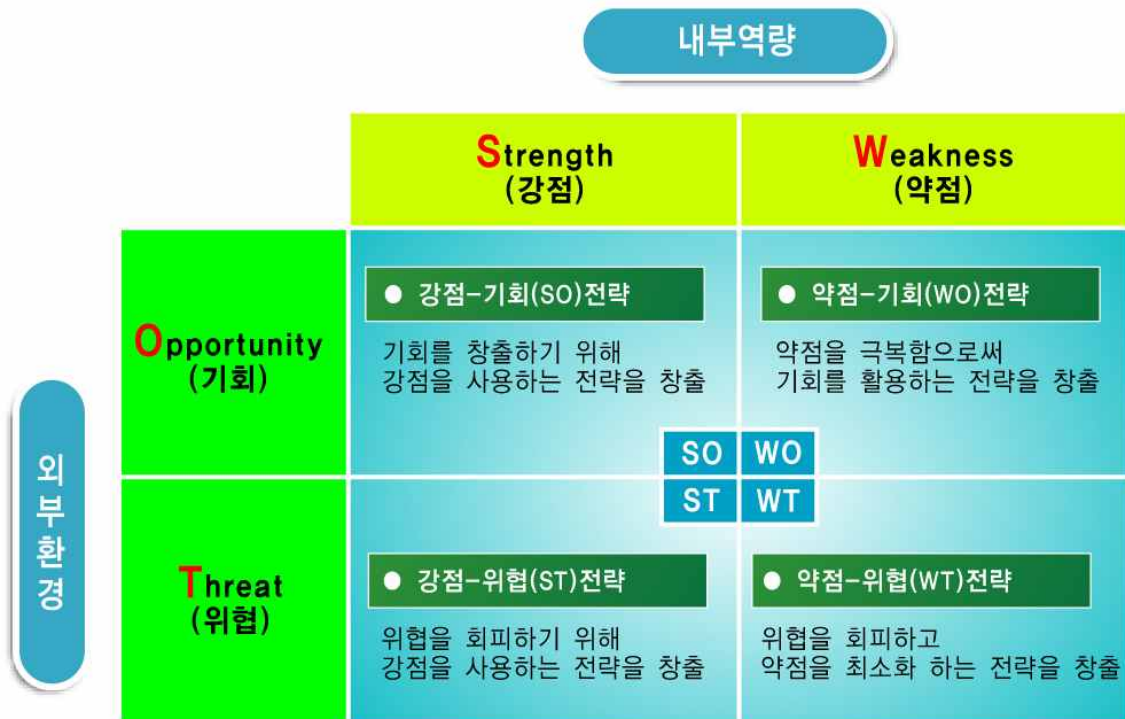 내부역량
Strength
(강점)
Weakness
(약점)
외부환경
Opportunity
(기회)
● 강점-기회(SO)전략
기회를 창출하기 위해
강점을 사용하는 전략을 창출
● 약점-기회(WO)전략
약점을 극복함으로써
기회를 활용하는 전략을 창출
SO WO
ST WT
Threat
(위협)
● 강점-위협(ST)전략
위협을 회피하기 위해
강점을 사용하는 전략을 창출
● 약점-위협(WT)전략
위협을 회피하고
약점을 최소화 하는 전략을 창출